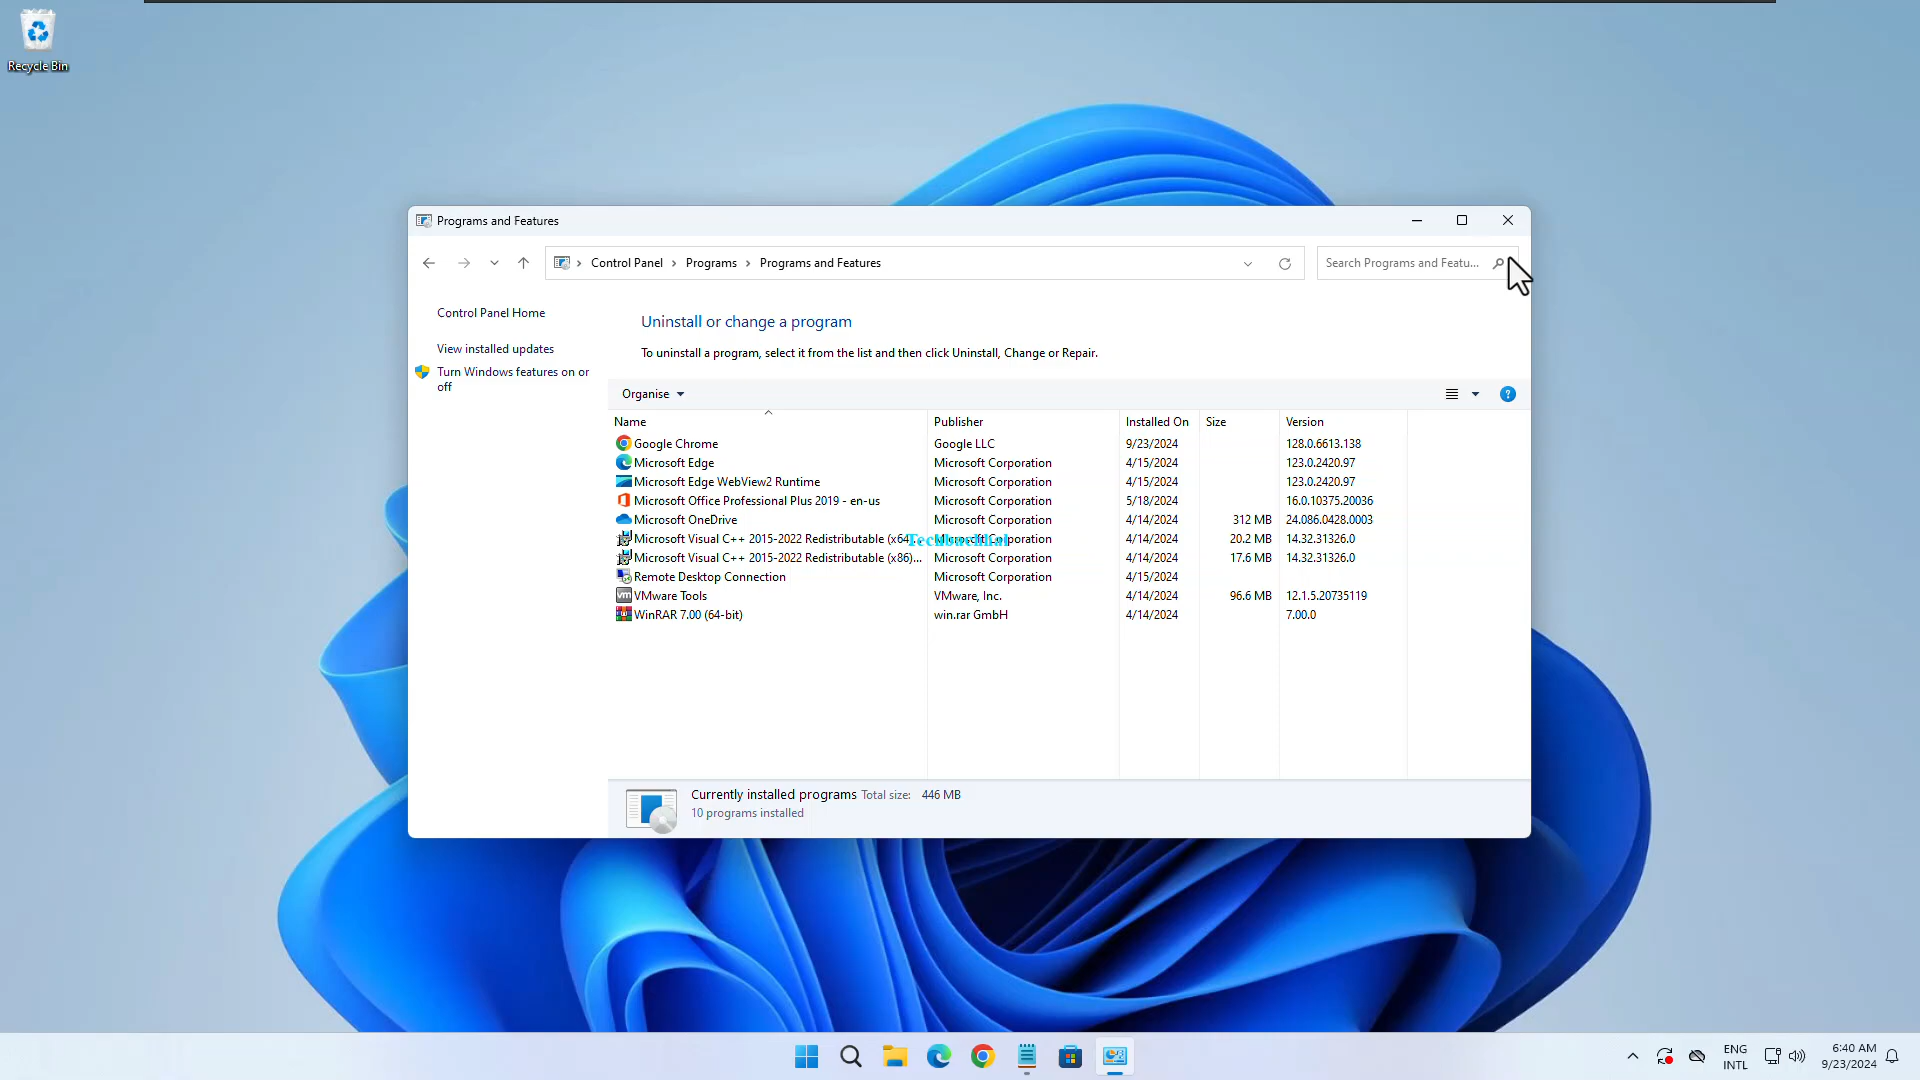 Recycle Bin
Programs and Features
Control Panel > Programs > Programs and Features
Search Programs and Featu...
Control Panel Home
View installed updates
Turn Windows features on or
off
Uninstall or change a program
To uninstall a program, select it from the list and then click Uninstall, Change or Repair.
Organise
?
Name Publisher Installed On Size Version
Google Chrome Google LLC 9/23/2024 128.0.6613.138
Microsoft Edge Microsoft Corporation 4/15/2024 123.0.2420.97
Microsoft Edge WebView2 Runtime Microsoft Corporation 4/15/2024 123.0.2420.97
Microsoft Office Professional Plus 2019 - en-us Microsoft Corporation 5/18/2024 16.0.10375.20036
Microsoft OneDrive Microsoft Corporation 4/14/2024 312 MB 24.086.0428.0003
Microsoft Visual C++ 2015-2022 Redistributable (x64)... Microsoft Corporation 4/14/2024 20.2 MB 14.32.31326.0
Microsoft Visual C++ 2015-2022 Redistributable (x86)... Microsoft Corporation 4/14/2024 17.6 MB 14.32.31326.0
Remote Desktop Connection Microsoft Corporation 4/15/2024
VMware Tools VMware, Inc. 4/14/2024 96.6 MB 12.1.5.20735119
WinRAR 7.00 (64-bit) win.rar GmbH 4/14/2024 7.00.0
Currently installed programs Total size: 446 MB
10 programs installed
ENG
INTL
6:40 AM
9/23/2024